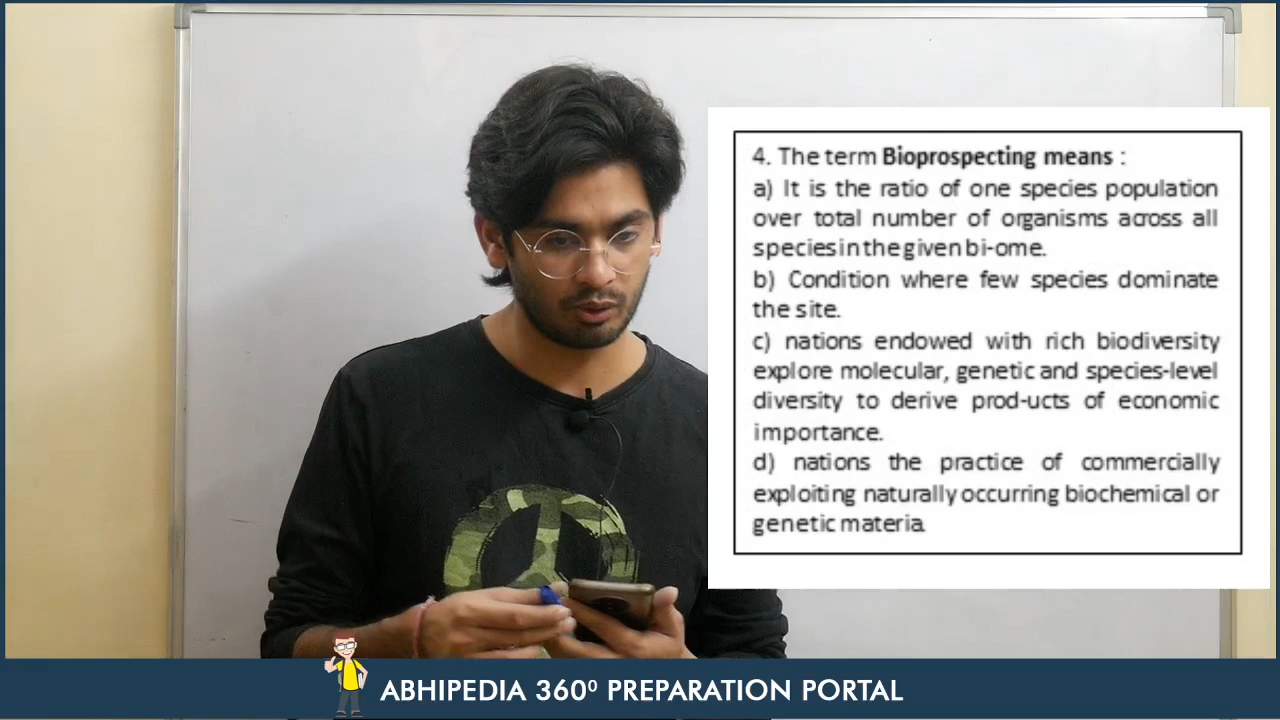 4. The term Bioprospecting means :
a) It is the ratio of one species population
over total number of organisms across all
species in the given bi-ome.
b) Condition where few species dominate
the site.
c) nations endowed with rich biodiversity
explore molecular, genetic and species-level
diversity to derive prod-ucts of economic
importance.
d) nations the practice of commercially
exploiting naturally occurring biochemical or
genetic materia
ABHIPEDIA 360⁰ PREPARATION PORTAL